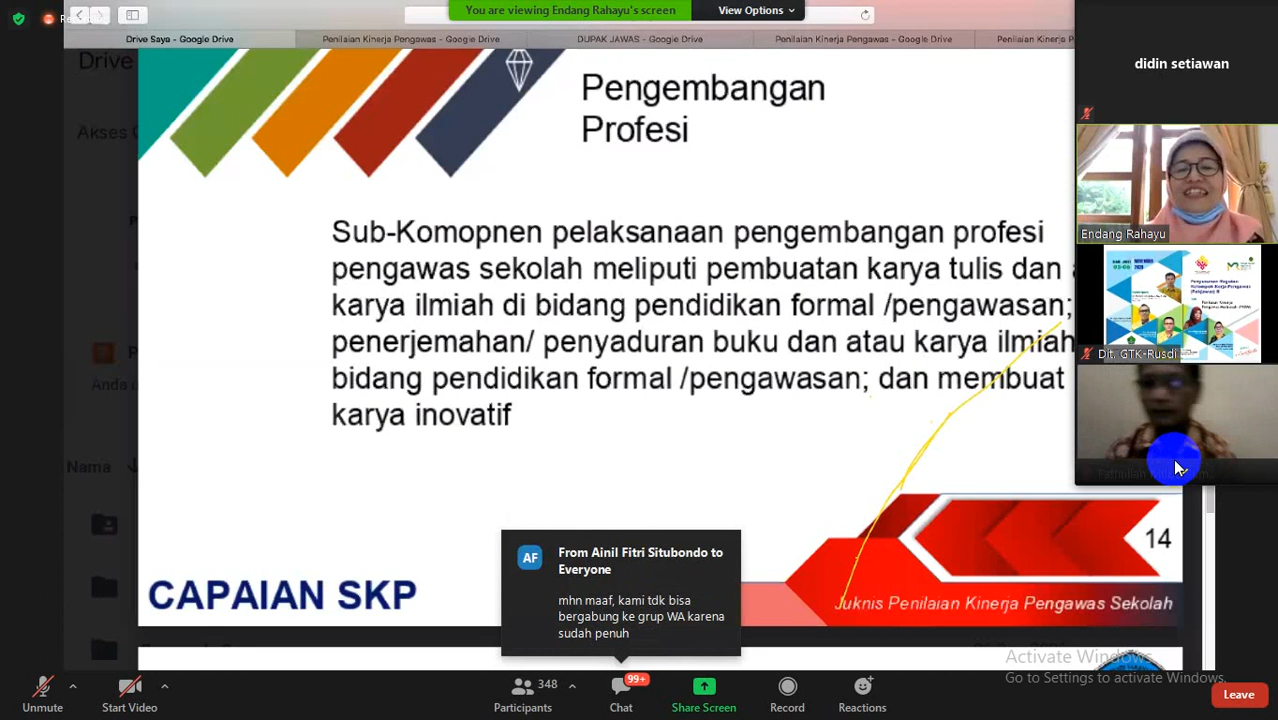 You are viewing Endang Rahayu's screen
View Options
Drive Saya - Google Drive
Penilaian Kinerja Pengawas - Google Drive
DUPAK JAWAS - Google Drive
Penilaian Kinerja Pengawas - Google Drive
Penilaian Kinerja P
Drive
Akses
Pengembangan
Profesi
Sub-Komopnen pelaksanaan pengembangan profesi
pengawas sekolah meliputi pembuatan karya tulis dan a
karya ilmiah di bidang pendidikan formal /pengawasan;
penerjemahan/ penyaduran buku dan atau karya ilmiah
bidang pendidikan formal /pengawasan; dan membuat
karya inovatif
Nama
CAPAIAN SKP
14
Juknis Penilaian Kinerja Pengawas Sekolah
didin setiawan
Endang Rahayu
Dit. GTK-Rusdi
AF
From Ainil Fitri Situbondo to
Everyone
mhn maaf, kami tdk bisa
bergabung ke grup WA karena
sudah penuh
Activate Windows
Go to Settings to activate Windows.
Unmute
Start Video
348
Participants
99+
Chat
Share Screen
Record
Reactions
Leave